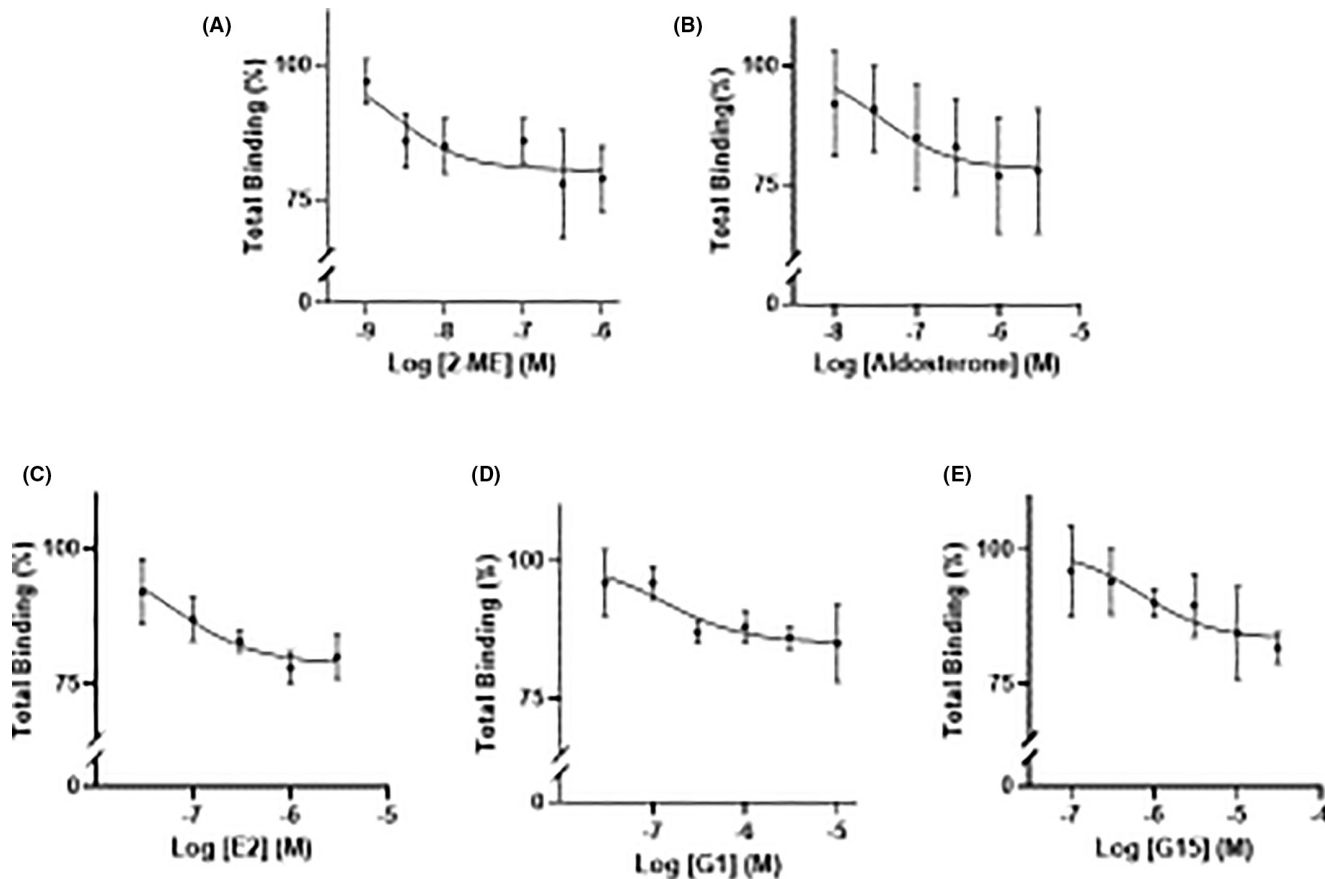 (A)
Total Binding (%)
100
75
0
-9 -8 -7 -6
Log [2-ME] (M)
(B)
Total Binding(%)
100
75
0
-8 -7 -6 -5
Log [Aldosterone] (M)
(C)
Total Binding (%)
100
75
0
-7 -6 -5
Log [E2] (M)
(D)
Total Binding (%)
100
75
0
-7 -6 -5
Log [G1] (M)
(E)
Total Binding (%)
100
75
0
-7 -6 -5 -4
Log [G15] (M)